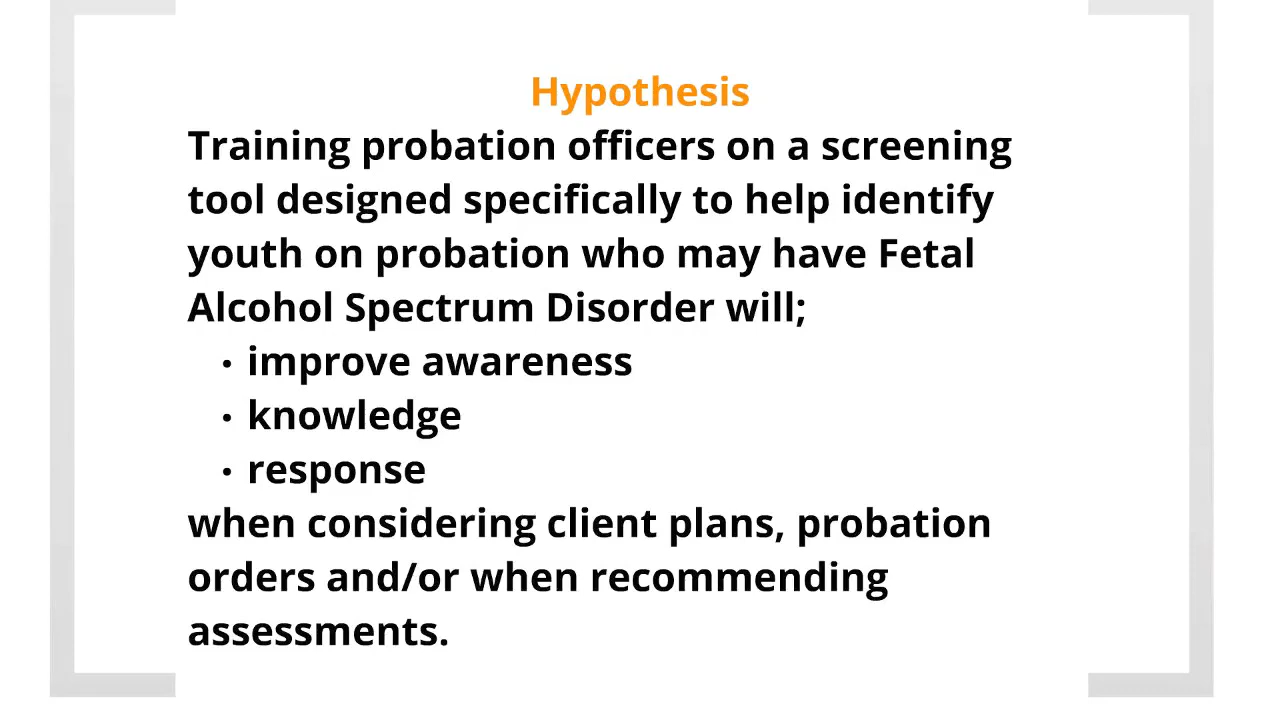 Hypothesis
Training probation officers on a screening
tool designed specifically to help identify
youth on probation who may have Fetal
Alcohol Spectrum Disorder will;
• improve awareness
• knowledge
• response
when considering client plans, probation
orders and/or when recommending
assessments.